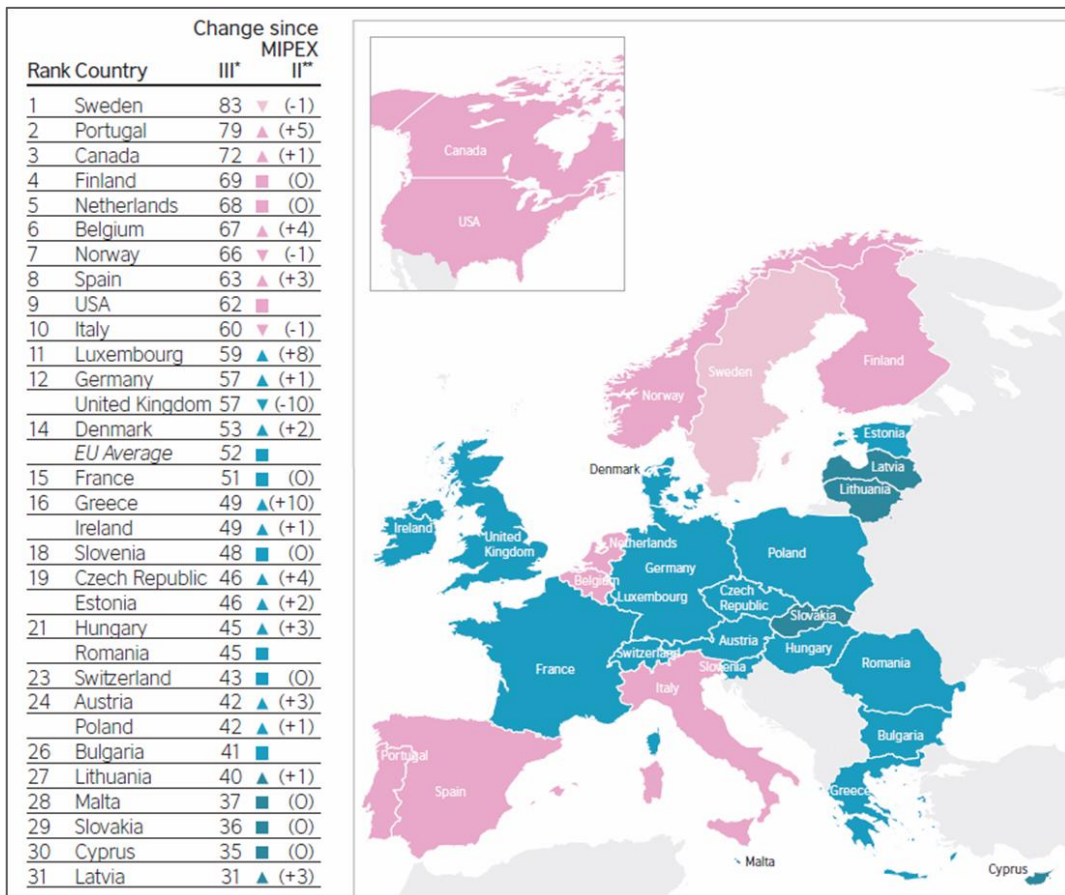 Change since
MIPEX
Rank Country III* II**
1 Sweden 83 ▼ (-1)
2 Portugal 79 ▲ (+5)
3 Canada 72 ▲ (+1)
4 Finland 69 ■ (0)
5 Netherlands 68 ■ (0)
6 Belgium 67 ▲ (+4)
7 Norway 66 ▼ (-1)
8 Spain 63 ▲ (+3)
9 USA 62 ■
10 Italy 60 ▼ (-1)
11 Luxembourg 59 ▲ (+8)
12 Germany 57 ▲ (+1)
United Kingdom 57 ▼ (-10)
14 Denmark 53 ▲ (+2)
EU Average 52 ■
15 France 51 ■ (0)
16 Greece 49 ▲ (+10)
Ireland 49 ▲ (+1)
18 Slovenia 48 ■ (0)
19 Czech Republic 46 ▲ (+4)
Estonia 46 ▲ (+2)
21 Hungary 45 ▲ (+3)
Romania 45 ■
23 Switzerland 43 ■ (0)
24 Austria 42 ▲ (+3)
Poland 42 ▲ (+1)
26 Bulgaria 41 ■
27 Lithuania 40 ▲ (+1)
28 Malta 37 ■ (0)
29 Slovakia 36 ■ (0)
30 Cyprus 35 ■ (0)
31 Latvia 31 ▲ (+3)
Canada
USA
Finland
Sweden
Norway
Estonia
Latvia
Denmark
Lithuania
Ireland
United
Kingdom
Netherlands
Poland
Germany
Belgium
Czech
Republic
Luxembourg
Slovakia
Austria
Switzerland
Hungary
France
Slovenia
Romania
Italy
Bulgaria
Portugal
Spain
Greece
Malta
Cyprus